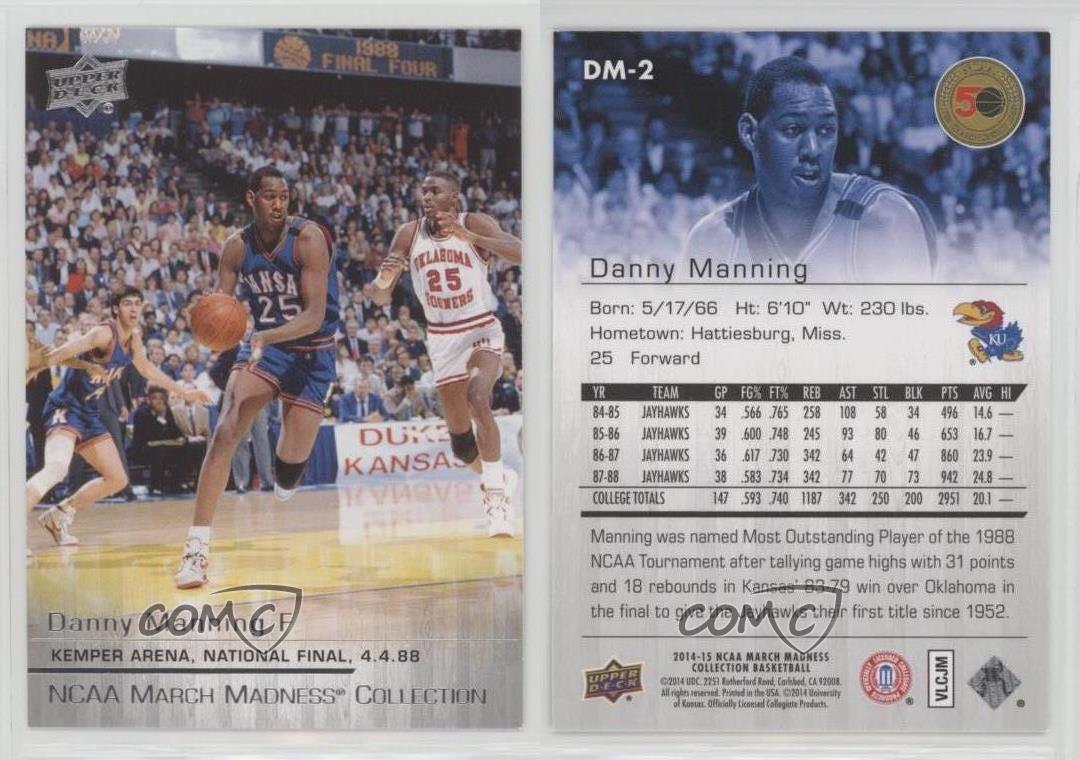 NA
1988
FINAL FOUR
UPPER
DECK
KANSA
25
OKLAHOMA
25
SOONERS
K
DUKE
KANSAS
Danny Manning F
COMC
KEMPER ARENA, NATIONAL FINAL, 4.4.88
NCAA MARCH MADNESS® COLLECTION
DM-2
50
Danny Manning
Born: 5/17/66 Ht: 6'10" Wt: 230 lbs.
Hometown: Hattiesburg, Miss.
25 Forward
KU
YR TEAM GP FG% FT% REB AST STL BLK PTS AVG HI
84-85 JAYHAWKS 34 .566 .765 258 108 58 34 496 14.6 —
85-86 JAYHAWKS 39 .600 .748 245 93 80 46 653 16.7 —
86-87 JAYHAWKS 36 .617 .730 342 64 42 47 860 23.9 —
87-88 JAYHAWKS 38 .583 .734 342 77 70 73 942 24.8 —
COLLEGE TOTALS 147 .593 .740 1187 342 250 200 2951 20.1 —
Manning was named Most Outstanding Player of the 1988
NCAA Tournament after tallying game highs with 31 points
and 18 rebounds in Kansas' 83-79 win over Oklahoma in
the final to give the Jayhawks their first title since 1952.
COMC
UPPER
DECK
2014-15 NCAA MARCH MADNESS
COLLECTION BASKETBALL
©2014 UDC. 2251 Rutherford Road, Carlsbad, CA 92008.
All rights reserved. Printed in the USA. ©2014 University
of Kansas. Officially Licensed Collegiate Products.
VLCJM